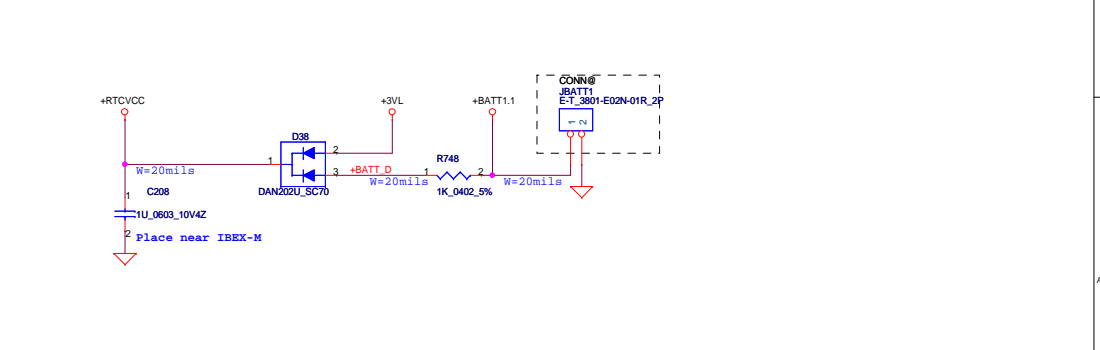 CONN@
JBATT1
E-T_3801-E02N-01R_2P
+RTCVCC
+3VL
+BATT1.1
1
2
D38
2
1
W=20mils
3
+BATT_D
W=20mils
R748
1
2
W=20mils
1K_0402_5%
DAN202U_SC70
C208
1
1U_0603_10V4Z
2
Place near IBEX-M
A